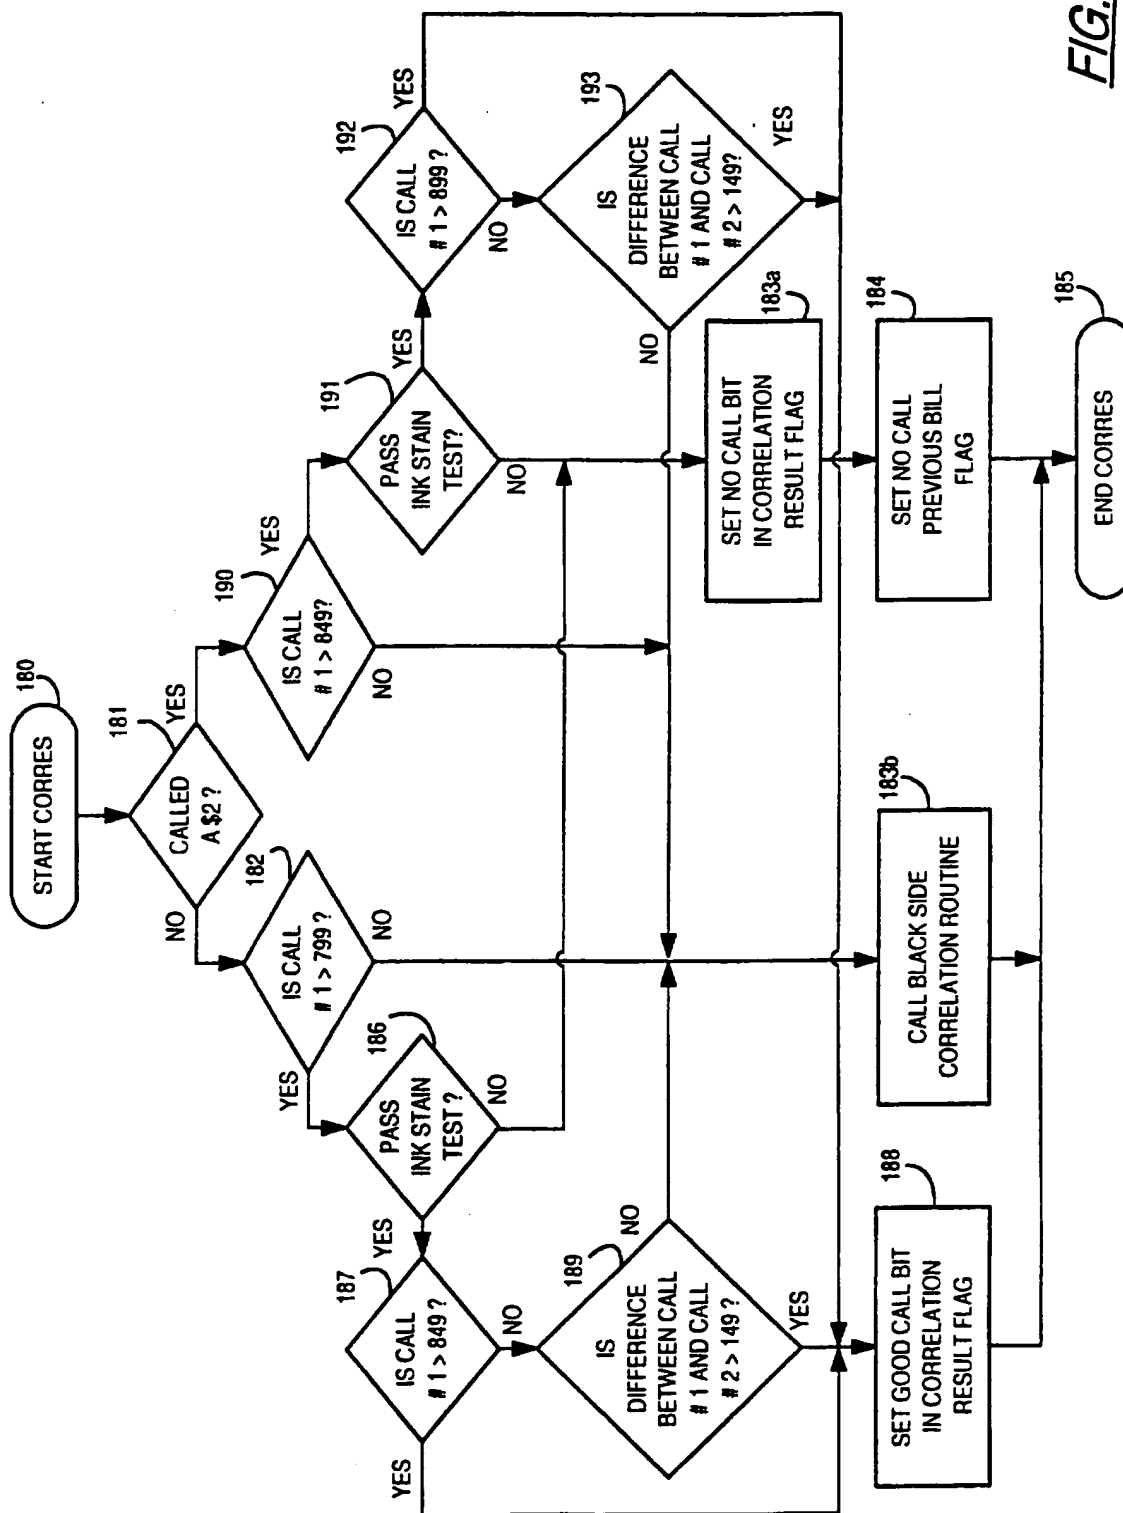 START CORRES
180
CALLED
A $2 ?
181
NO
YES
IS CALL
# 1 > 799 ?
182
YES
NO
IS CALL
# 1 > 849?
190
YES
NO
PASS
INK STAIN
TEST ?
186
YES
NO
PASS
INK STAIN
TEST?
191
YES
NO
IS CALL
# 1 > 849 ?
187
YES
NO
IS CALL
# 1 > 899 ?
192
YES
NO
IS
DIFFERENCE
BETWEEN CALL
# 1 AND CALL
# 2 > 149 ?
189
NO
YES
IS
DIFFERENCE
BETWEEN CALL
# 1 AND CALL
# 2 > 149?
193
NO
YES
SET NO CALL BIT
IN CORRELATION
RESULT FLAG
183a
SET GOOD CALL BIT
IN CORRELATION
RESULT FLAG
188
CALL BLACK SIDE
CORRELATION ROUTINE
183b
SET NO CALL
PREVIOUS BILL
FLAG
184
END CORRES
185
FIG.